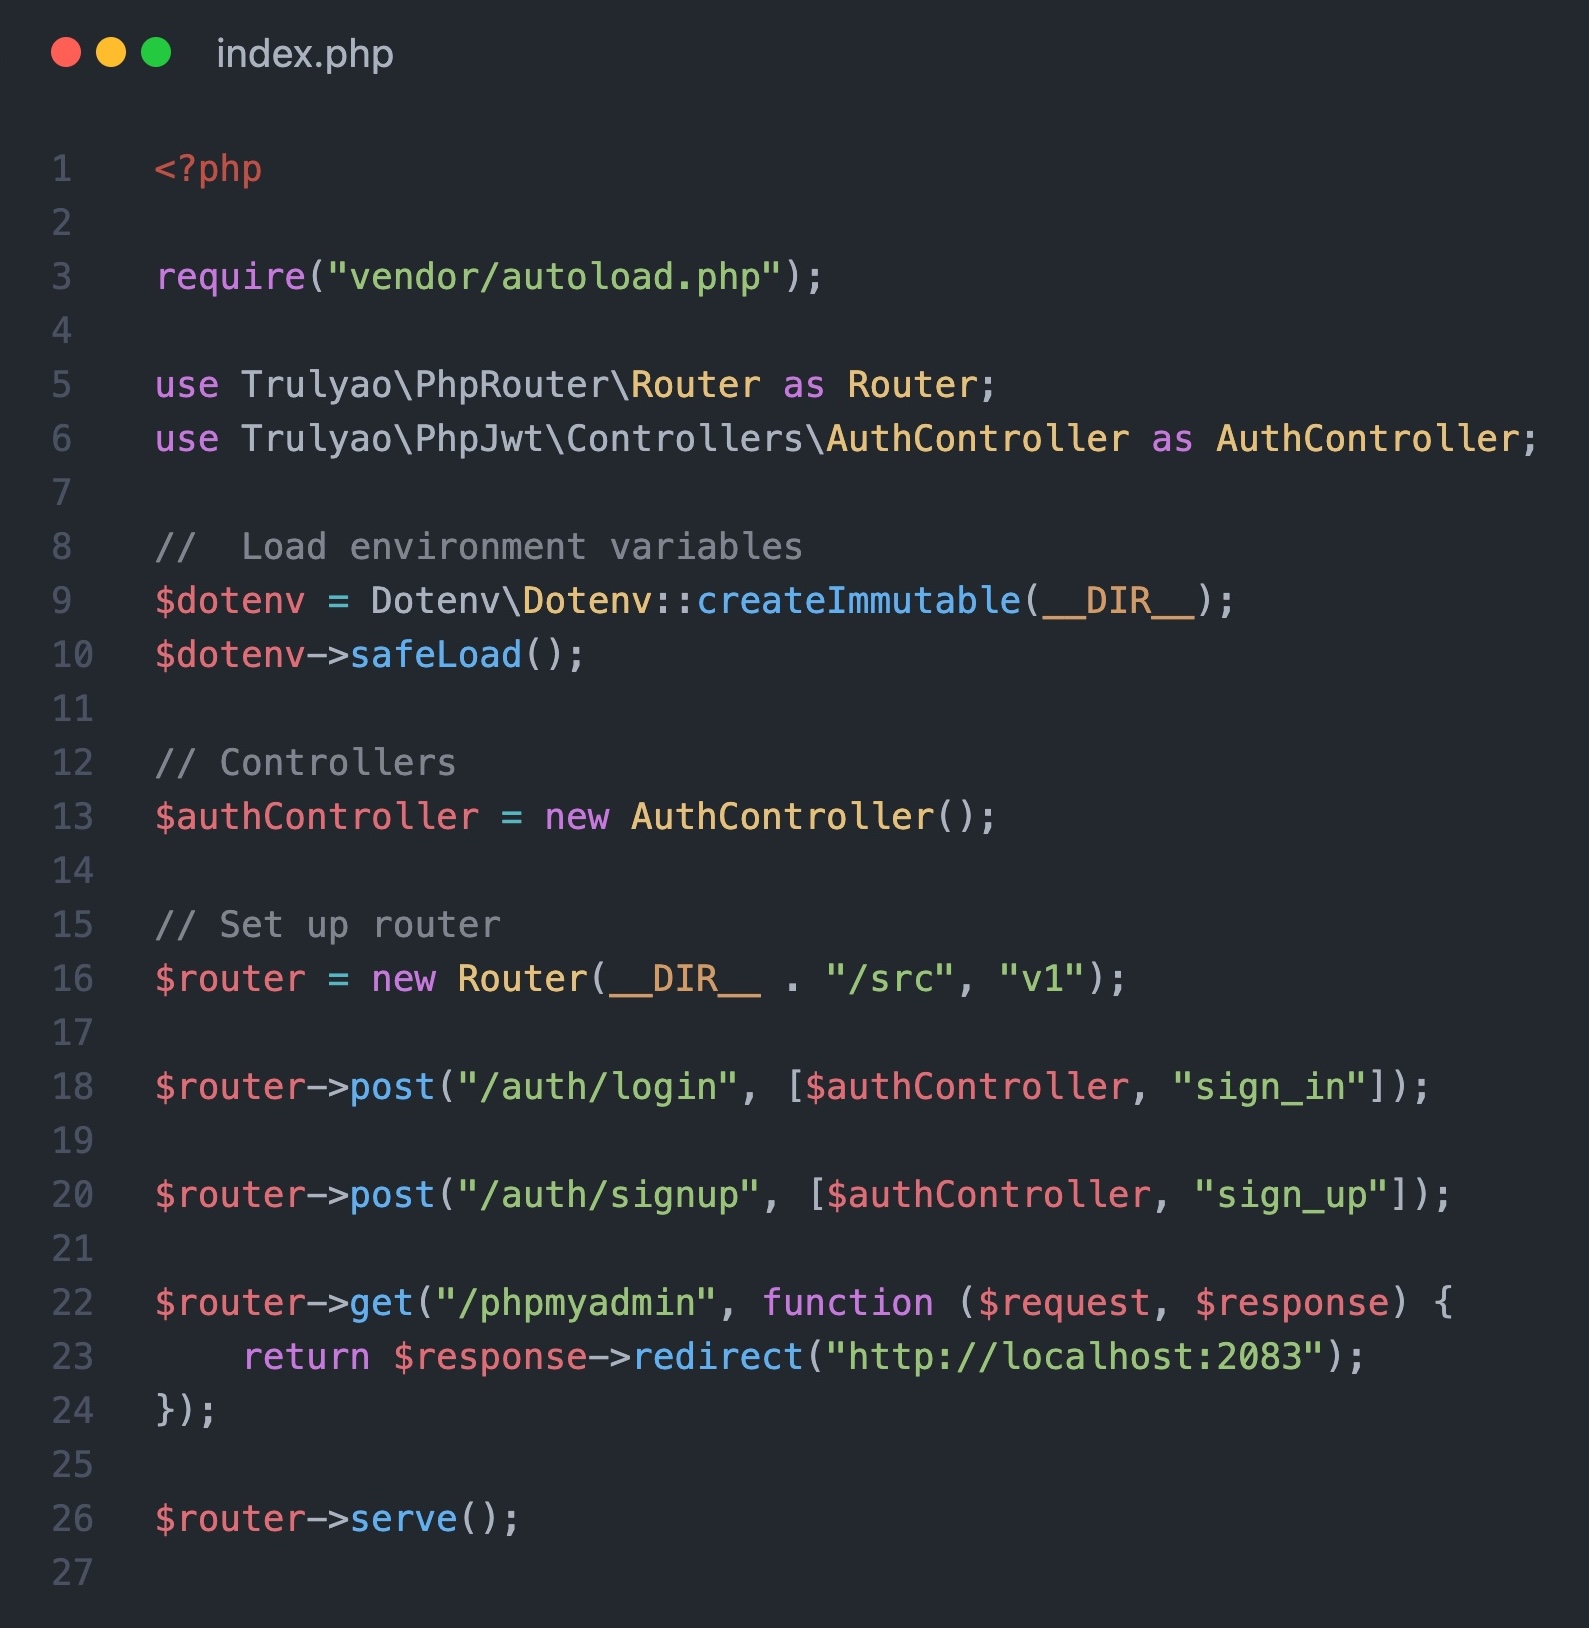 index.php
1 <?php
2
3 require("vendor/autoload.php");
4
5 use Trulyao\PhpRouter\Router as Router;
6 use Trulyao\PhpJwt\Controllers\AuthController as AuthController;
7
8 //  Load environment variables
9 $dotenv = Dotenv\Dotenv::createImmutable(__DIR__);
10 $dotenv->safeLoad();
11
12 // Controllers
13 $authController = new AuthController();
14
15 // Set up router
16 $router = new Router(__DIR__ . "/src", "v1");
17
18 $router->post("/auth/login", [$authController, "sign_in"]);
19
20 $router->post("/auth/signup", [$authController, "sign_up"]);
21
22 $router->get("/phpmyadmin", function ($request, $response) {
23     return $response->redirect("http://localhost:2083");
24 });
25
26 $router->serve();
27